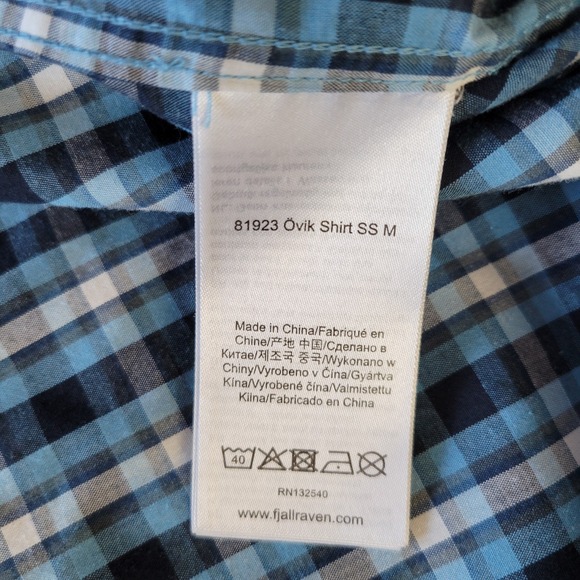 81923 Övik Shirt SS M
Made in China/Fabriqué en
Chine/产地 中国/Сделано в
Китае/제조국 중국/Wykonano w
Chiny/Vyrobeno v Čína/Gyártva
Kína/Vyrobené čína/Valmistettu
Kiina/Fabricado en China
40
RN132540
www.fjallraven.com